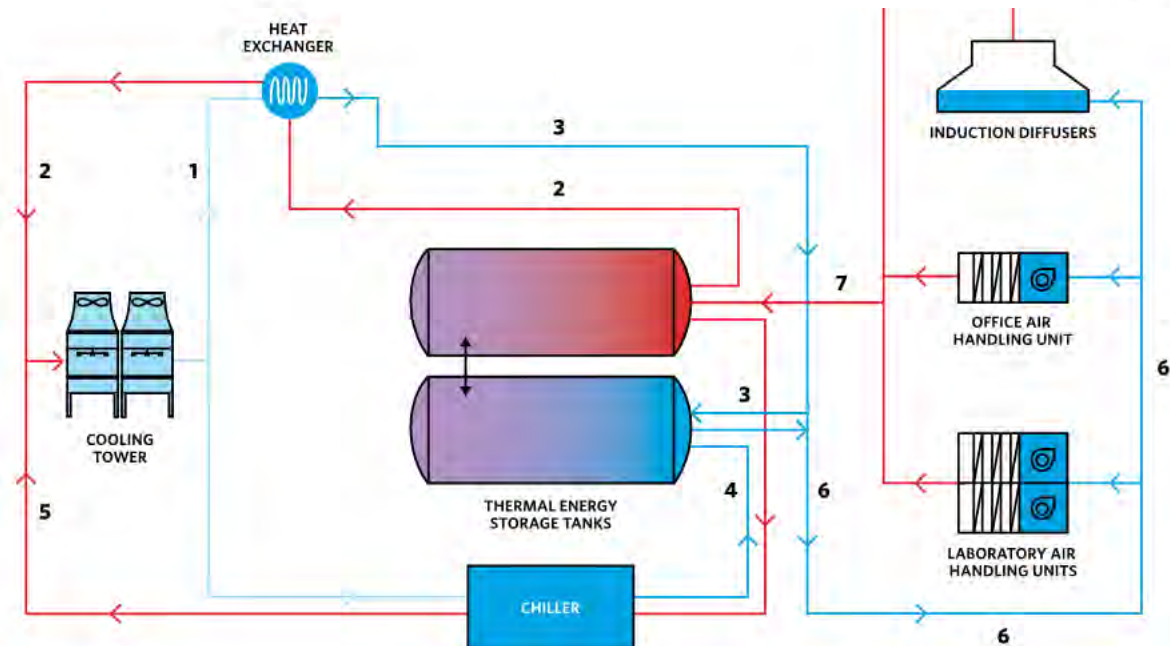 HEAT
EXCHANGER
INDUCTION DIFFUSERS
3
2
1
2
7
OFFICE AIR
HANDLING UNIT
6
3
COOLING
TOWER
4
6
THERMAL ENERGY
STORAGE TANKS
5
LABORATORY AIR
HANDLING UNITS
CHILLER
6